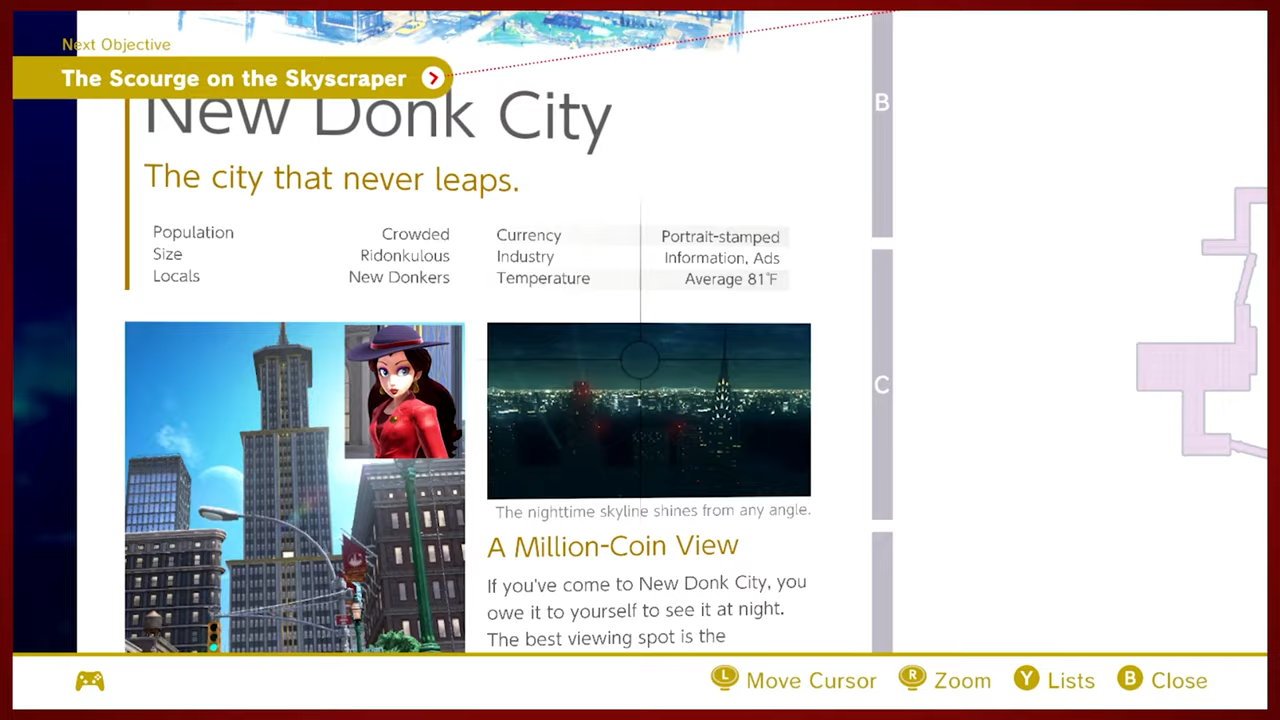 Next Objective
The Scourge on the Skyscraper
New Donk City
The city that never leaps.
Population Crowded
Size Ridonkulous
Locals New Donkers
Currency Portrait-stamped
Industry Information, Ads
Temperature Average 81°F
The nighttime skyline shines from any angle.
A Million-Coin View
If you've come to New Donk City, you
owe it to yourself to see it at night.
The best viewing spot is the
B
C
L Move Cursor R Zoom Y Lists B Close